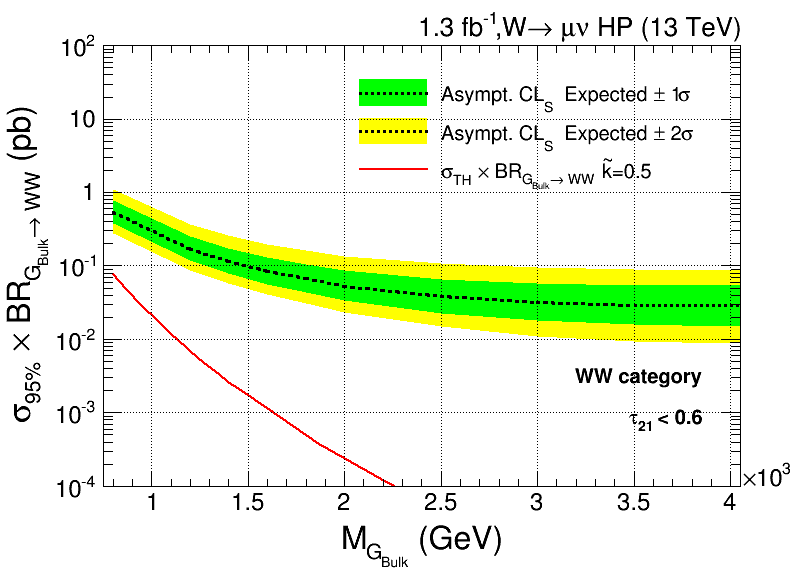 1.3 fb⁻¹,W→ μν HP (13 TeV)
σ₉₅% × BR_G_Bulk→ WW (pb)
10²
10
1
10⁻¹
10⁻²
10⁻³
10⁻⁴
Asympt. CL_S Expected ± 1σ
Asympt. CL_S Expected ± 2σ
σ_TH × BR_G_Bulk→ WW k̃=0.5
WW category
τ₂₁ < 0.6
1 1.5 2 2.5 3 3.5 4
×10³
M_G_Bulk (GeV)